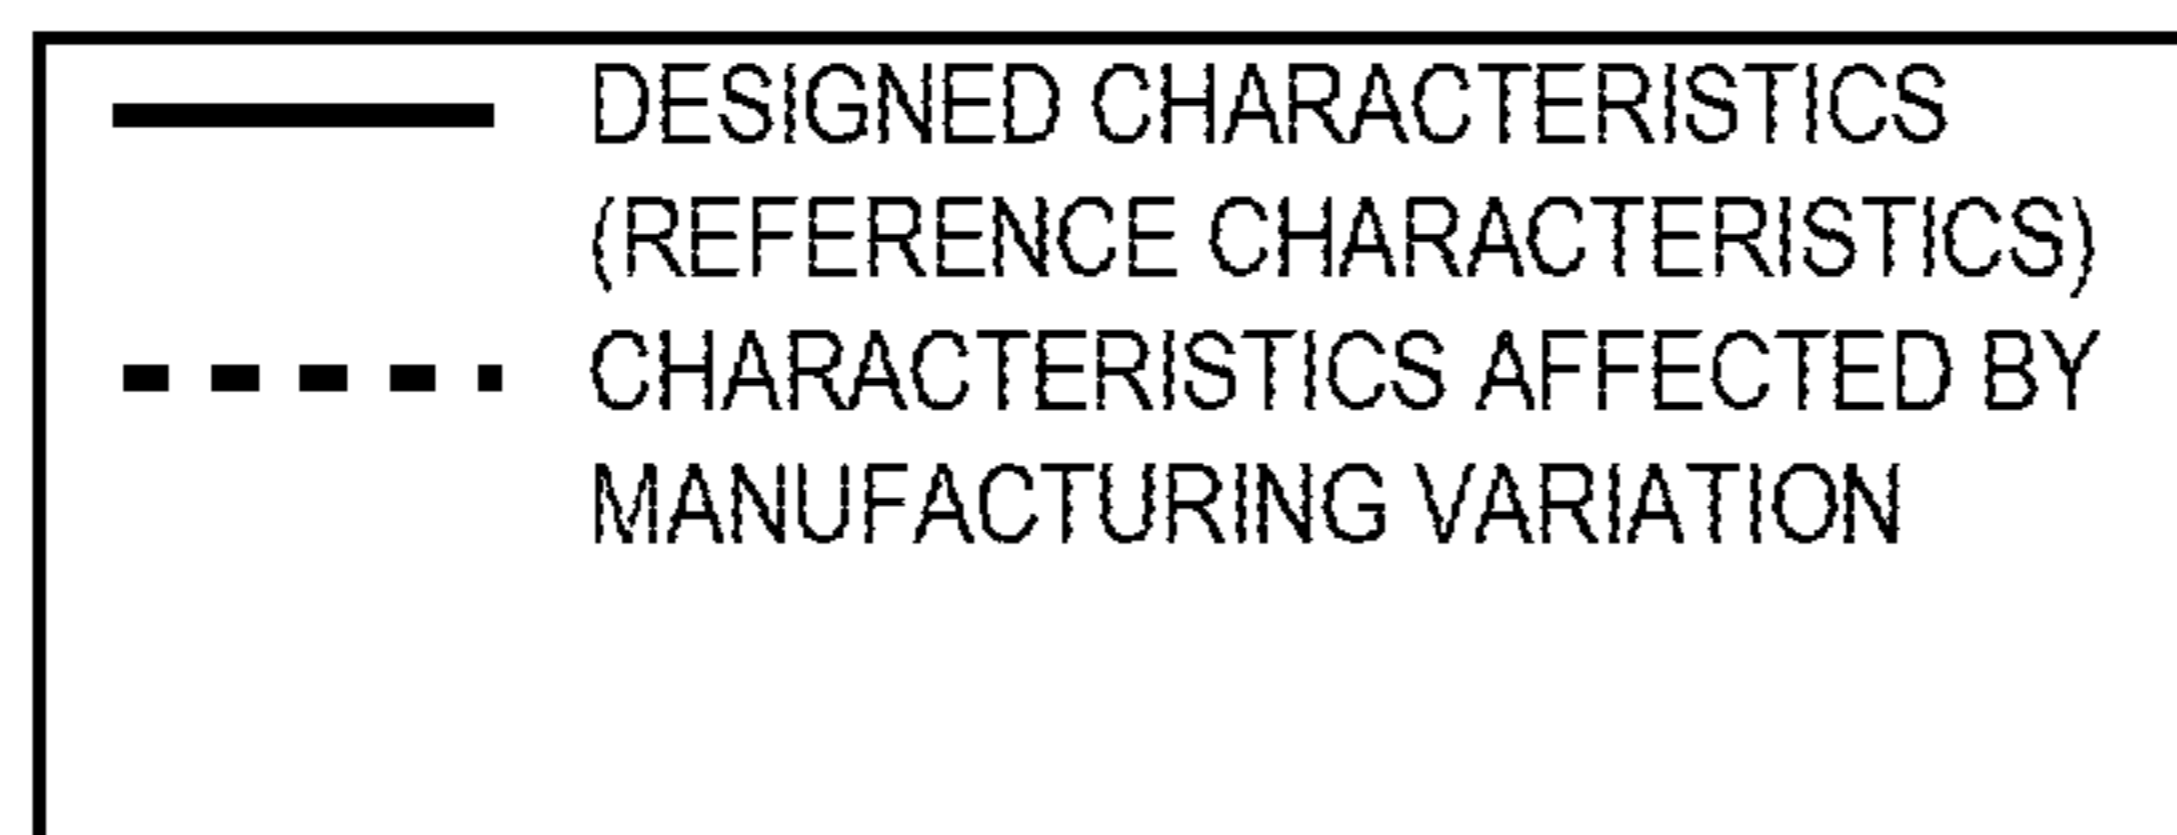 DESIGNED CHARACTERISTICS
(REFERENCE CHARACTERISTICS)
CHARACTERISTICS AFFECTED BY
MANUFACTURING VARIATION